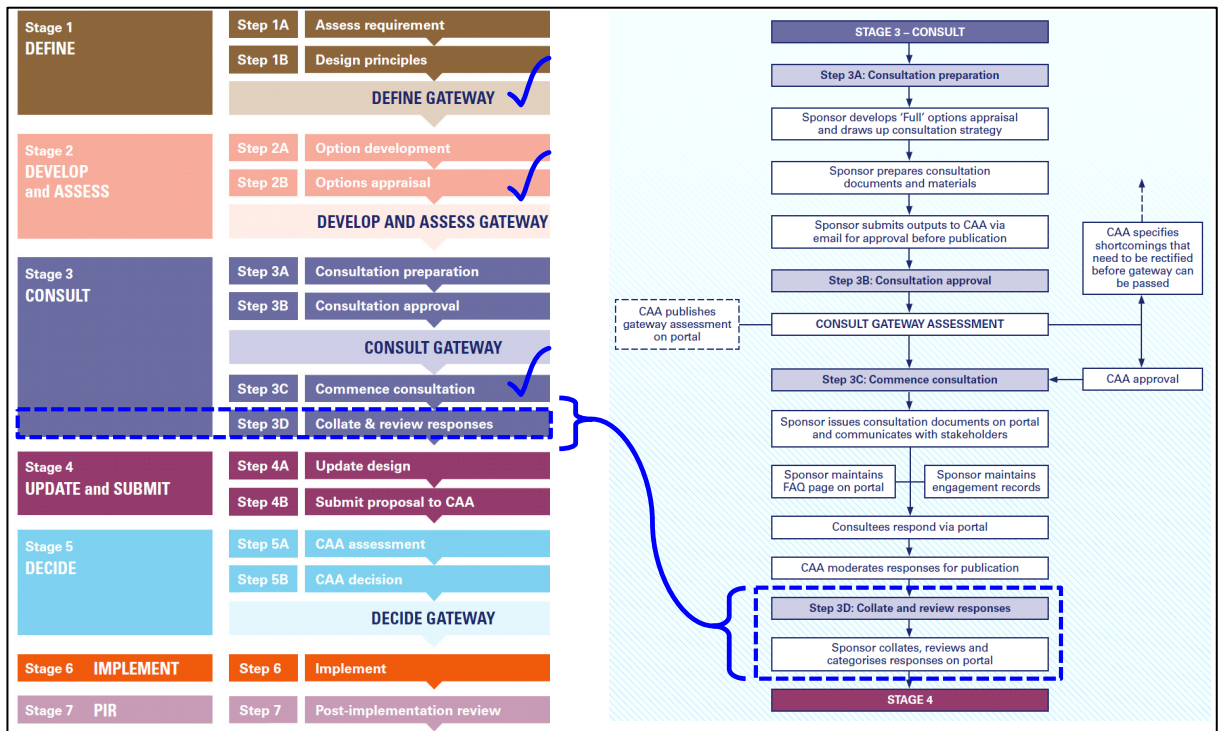 Stage 1
DEFINE
Step 1A
Assess requirement
Step 1B
Design principles
DEFINE GATEWAY
Stage 2
DEVELOP
and ASSESS
Step 2A
Option development
Step 2B
Options appraisal
DEVELOP AND ASSESS GATEWAY
Stage 3
CONSULT
Step 3A
Consultation preparation
Step 3B
Consultation approval
CONSULT GATEWAY
Step 3C
Commence consultation
Step 3D
Collate & review responses
Stage 4
UPDATE and SUBMIT
Step 4A
Update design
Step 4B
Submit proposal to CAA
Stage 5
DECIDE
Step 5A
CAA assessment
Step 5B
CAA decision
DECIDE GATEWAY
Stage 6 IMPLEMENT
Step 6
Implement
Stage 7 PIR
Step 7
Post-implementation review
STAGE 3 – CONSULT
Step 3A: Consultation preparation
Sponsor develops ‘Full’ options appraisal
and draws up consultation strategy
Sponsor prepares consultation
documents and materials
Sponsor submits outputs to CAA via
email for approval before publication
CAA specifies
shortcomings that
need to be rectified
before gateway can
be passed
Step 3B: Consultation approval
CAA publishes
gateway assessment
on portal
CONSULT GATEWAY ASSESSMENT
Step 3C: Commence consultation
CAA approval
Sponsor issues consultation documents on portal
and communicates with stakeholders
Sponsor maintains
FAQ page on portal
Sponsor maintains
engagement records
Consultees respond via portal
CAA moderates responses for publication
Step 3D: Collate and review responses
Sponsor collates, reviews and
categorises responses on portal
STAGE 4